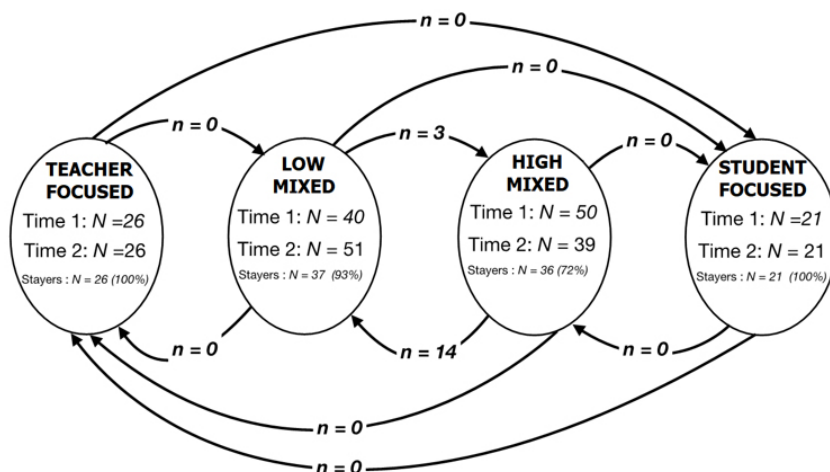 n=0
n=0
n=0
n=3
n=0
TEACHER
FOCUSED
Time 1: N =26
Time 2: N =26
Stayers : N = 26 (100%)
LOW
MIXED
Time 1: N = 40
Time 2: N = 51
Stayers : N = 37 (93%)
HIGH
MIXED
Time 1: N = 50
Time 2: N = 39
Stayers : N = 36 (72%)
STUDENT
FOCUSED
Time 1: N =21
Time 2: N = 21
Stayers : N = 21 (100%)
n=0
n=14
n=0
n=0
n=0